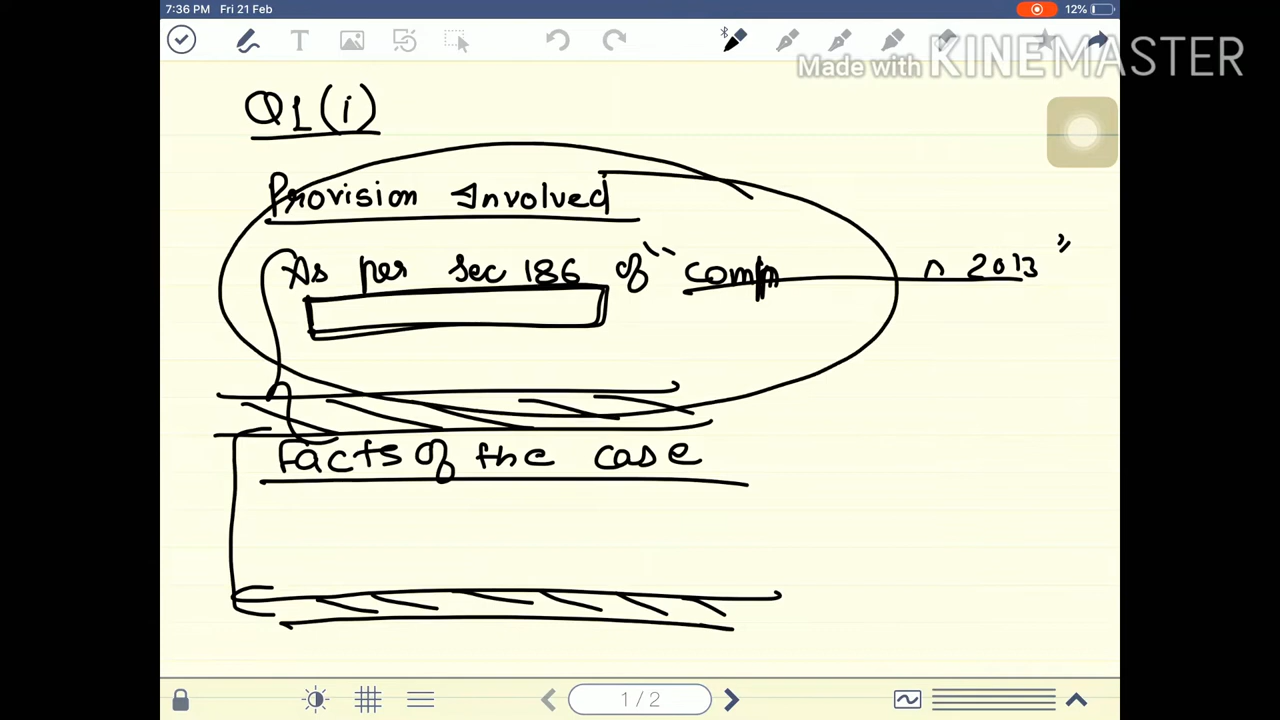 7:36 PM Fri 21 Feb 12%
Made with KINEMASTER
Q1(i)
Provision Involved
As per sec 186 of " comp n 2013 "
Facts of the case
1 / 2